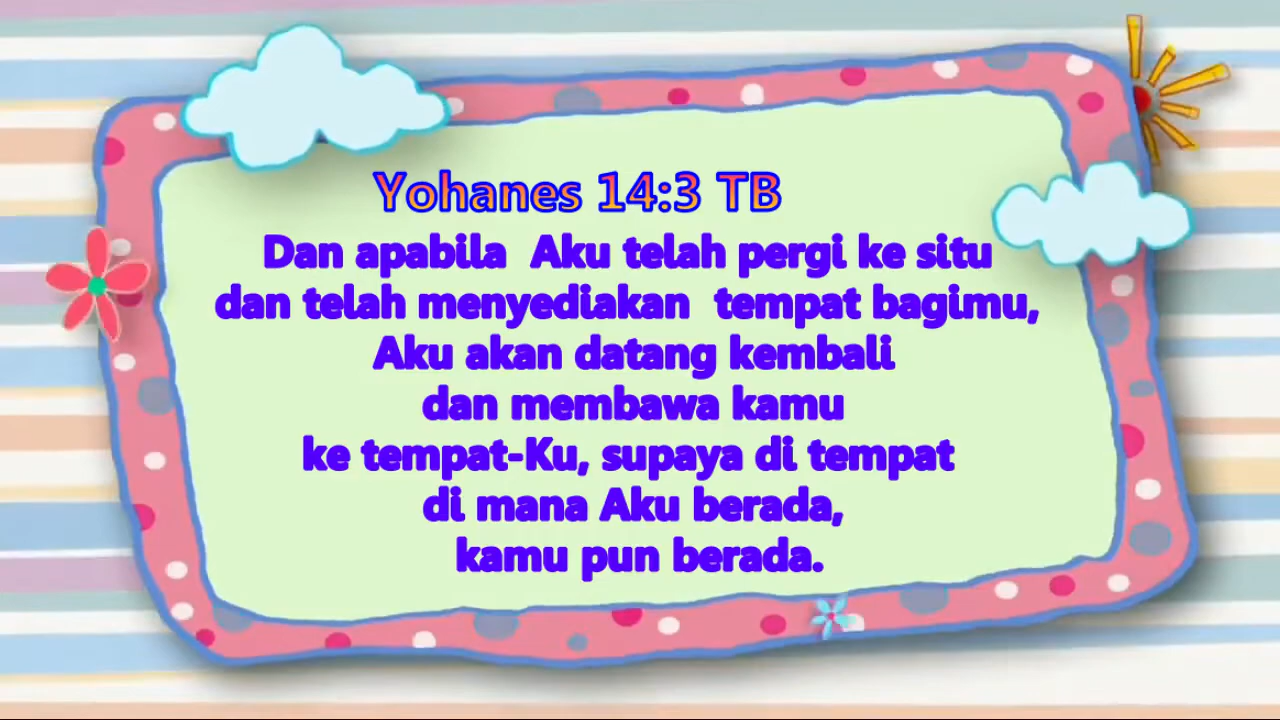 Yohanes 14:3 TB
Dan apabila  Aku telah pergi ke situ
dan telah menyediakan  tempat bagimu,
Aku akan datang kembali
dan membawa kamu
ke tempat-Ku, supaya di tempat
di mana Aku berada,
kamu pun berada.